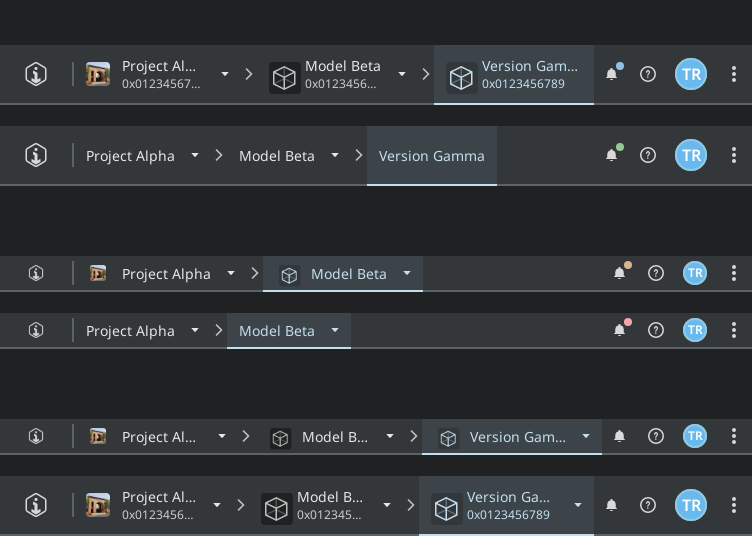 Project Al... Model Beta Version Gam...
0x01234567... 0x0123456... 0x0123456789 TR
Project Alpha Model Beta Version Gamma TR
Project Alpha Model Beta TR
Project Alpha Model Beta TR
Project Al... Model B... Version Gam... TR
Project Al... Model B... Version Ga...
0x0123456... 0x012345... 0x0123456789 TR